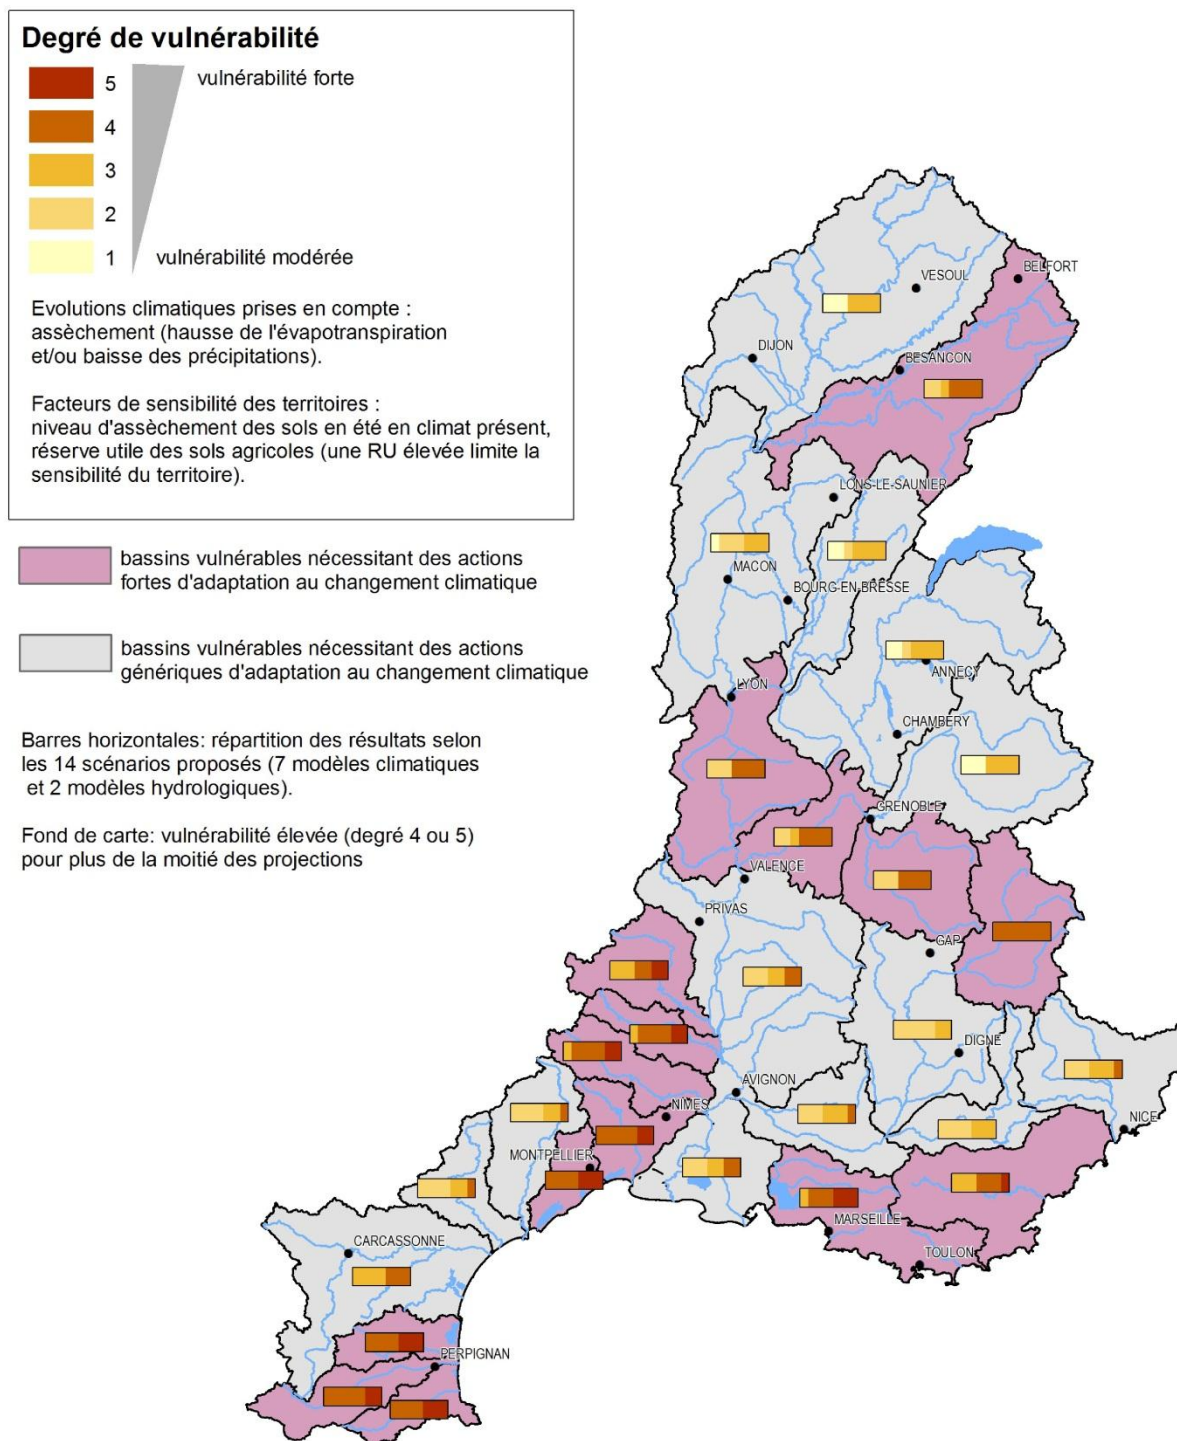 Degré de vulnérabilité
5
vulnérabilité forte
4
3
2
1
vulnérabilité modérée
Evolutions climatiques prises en compte :
assèchement (hausse de l'évapotranspiration
et/ou baisse des précipitations).
Facteurs de sensibilité des territoires :
niveau d'assèchement des sols en été en climat présent,
réserve utile des sols agricoles (une RU élevée limite la
sensibilité du territoire).
bassins vulnérables nécessitant des actions
fortes d'adaptation au changement climatique
bassins vulnérables nécessitant des actions
génériques d'adaptation au changement climatique
Barres horizontales: répartition des résultats selon
les 14 scénarios proposés (7 modèles climatiques
et 2 modèles hydrologiques).
Fond de carte: vulnérabilité élevée (degré 4 ou 5)
pour plus de la moitié des projections
BELFORT
VESOUL
DIJON
BESANCON
LONS-LE-SAUNIER
MACON
BOURG-EN-BRESSE
ANNECY
LYON
CHAMBERY
GRENOBLE
VALENCE
PRIVAS
GAP
DIGNE
AVIGNON
NIMES
NICE
MONTPELLIER
MARSEILLE
CARCASSONNE
TOULON
PERPIGNAN